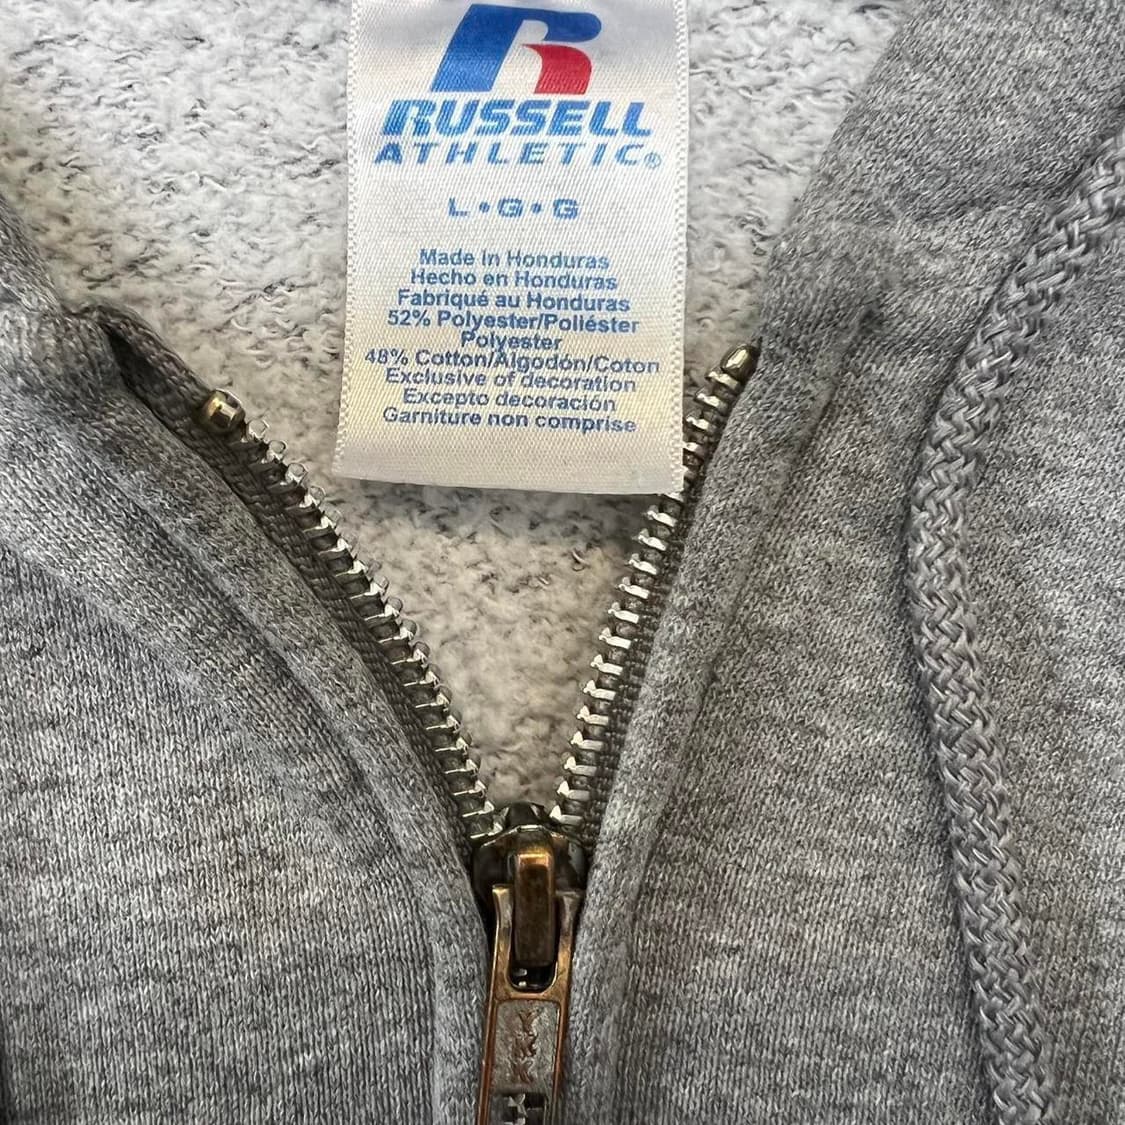 RUSSELL
ATHLETIC®
L•G•G
Made in Honduras
Hecho en Honduras
Fabriqué au Honduras
52% Polyester/Poliéster
Polyester
48% Cotton/Algodón/Coton
Exclusive of decoration
Excepto decoración
Garniture non comprise
YKK